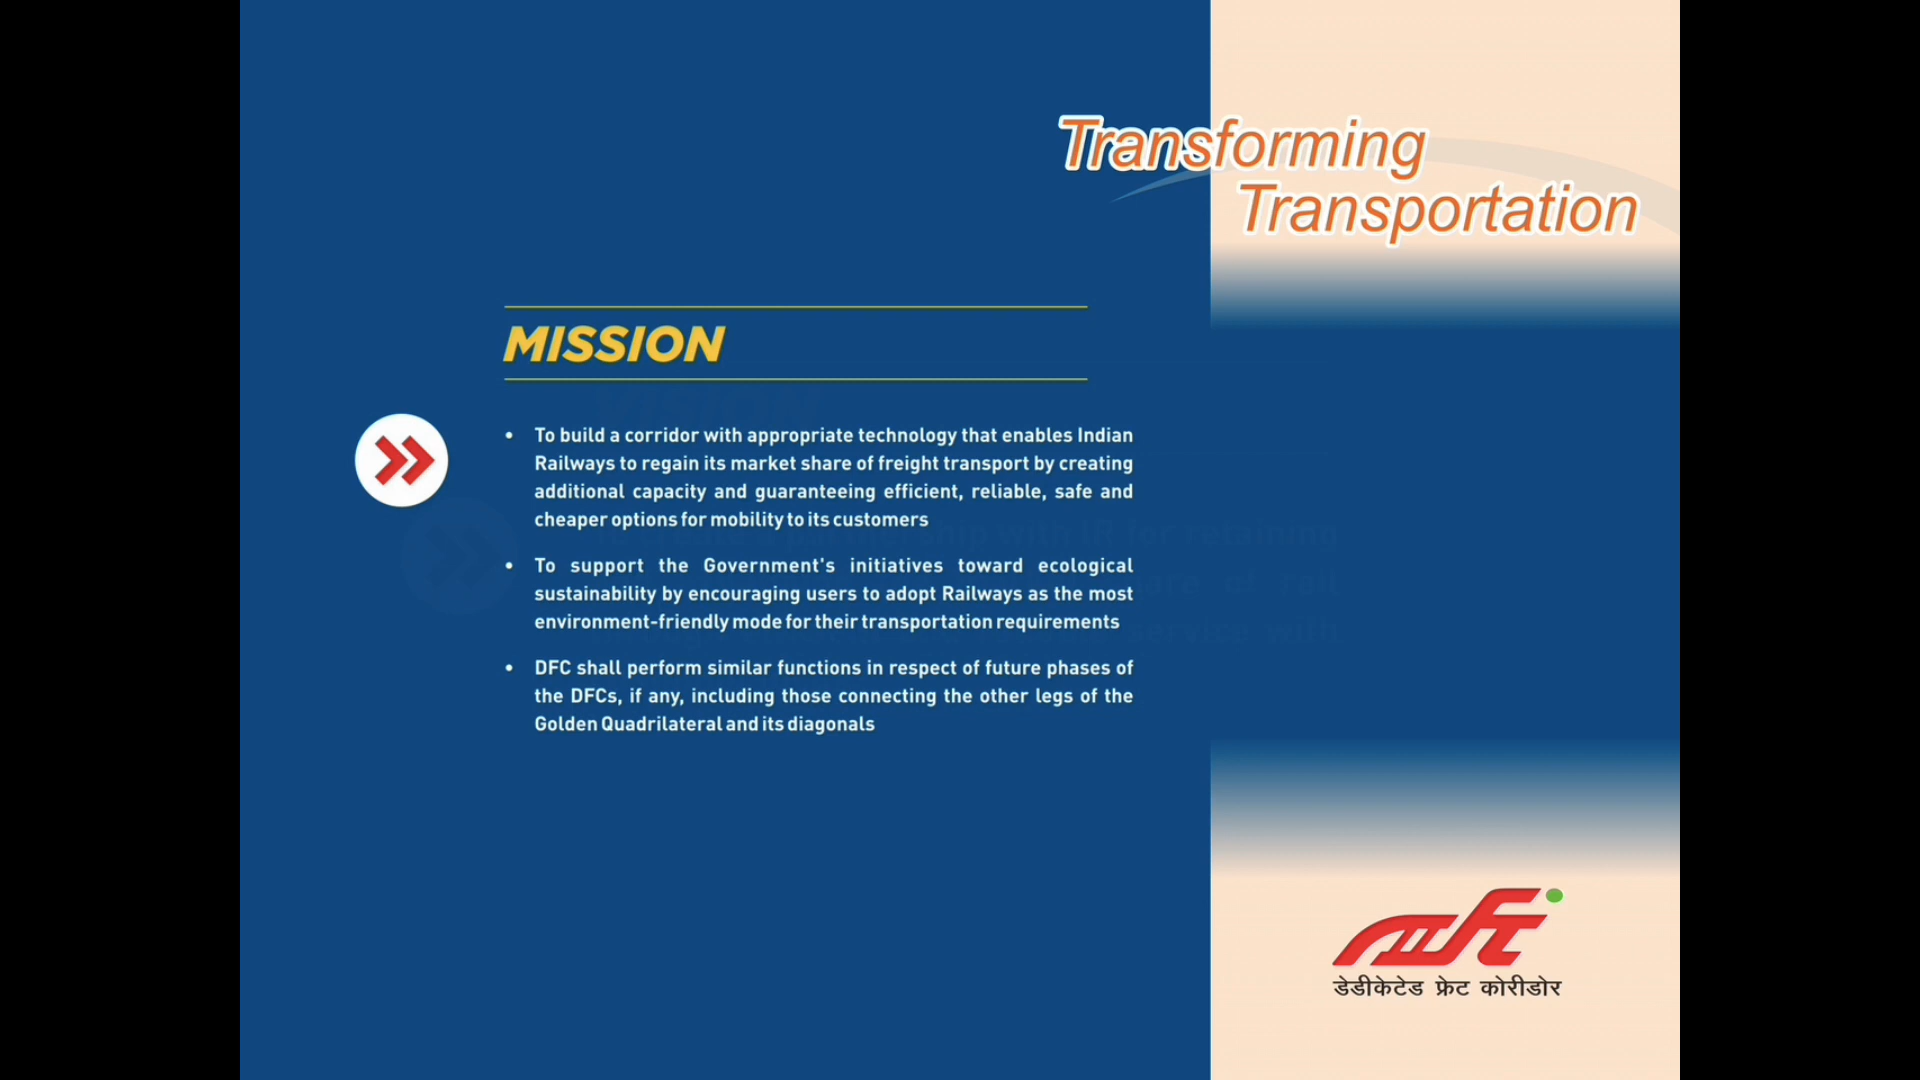 Transforming
Transportation
MISSION
• To build a corridor with appropriate technology that enables Indian
Railways to regain its market share of freight transport by creating
additional capacity and guaranteeing efficient, reliable, safe and
cheaper options for mobility to its customers
• To support the Government's initiatives toward ecological
sustainability by encouraging users to adopt Railways as the most
environment-friendly mode for their transportation requirements
• DFC shall perform similar functions in respect of future phases of
the DFCs, if any, including those connecting the other legs of the
Golden Quadrilateral and its diagonals
डेडीकेटेड फ्रेट कोरीडोर